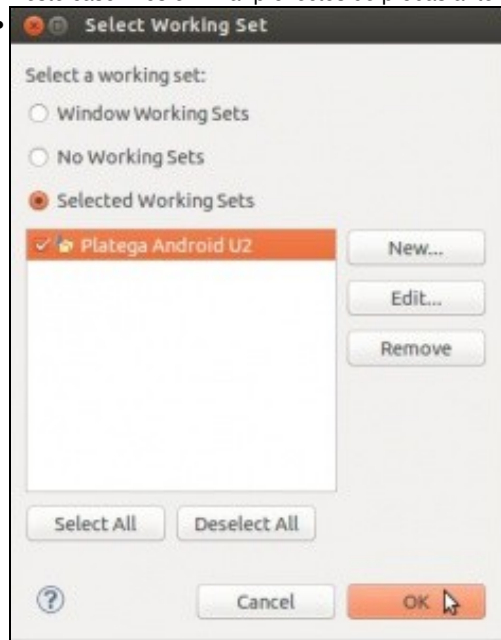 Select Working Set
Select a working set:
Window Working Sets
No Working Sets
Selected Working Sets
Platega Android U2
New...
Edit...
Remove
Select All
Deselect All
?
Cancel
OK